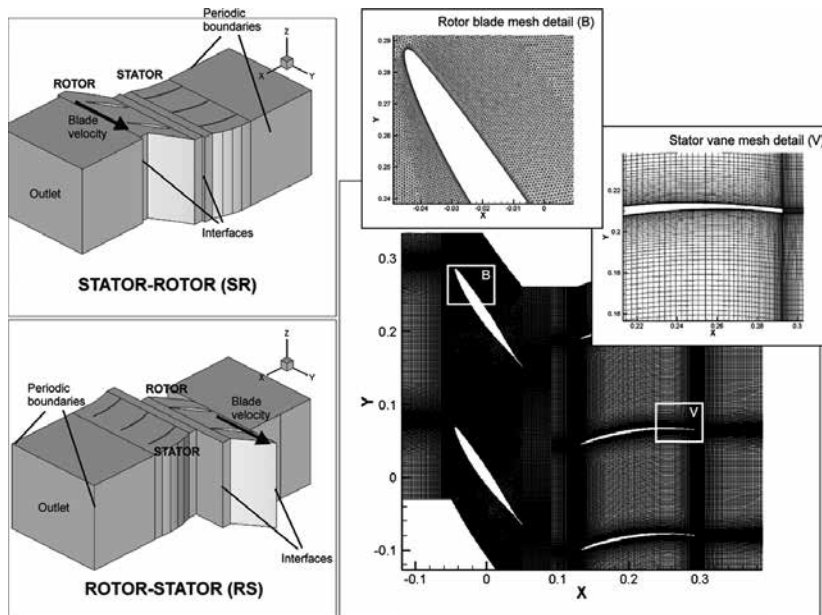 Periodic
boundaries
Z
X
Y
STATOR
ROTOR
Blade
velocity
Outlet
Interfaces
STATOR-ROTOR (SR)
Z
X
Y
Periodic
boundaries
ROTOR
Blade
velocity
STATOR
Outlet
Interfaces
ROTOR-STATOR (RS)
Rotor blade mesh detail (B)
0.29
0.28
0.27
Y
0.26
0.25
0.24
-0.04 -0.03 -0.02 -0.01 0
X
Stator vane mesh detail (V)
0.21
Y
0.2
0.18
0.16
0.22 0.24 0.26 0.28 0.3
X
B
V
0.3
0.2
Y
0.1
0
-0.1
-0.1 0 0.1 0.2 0.3
X